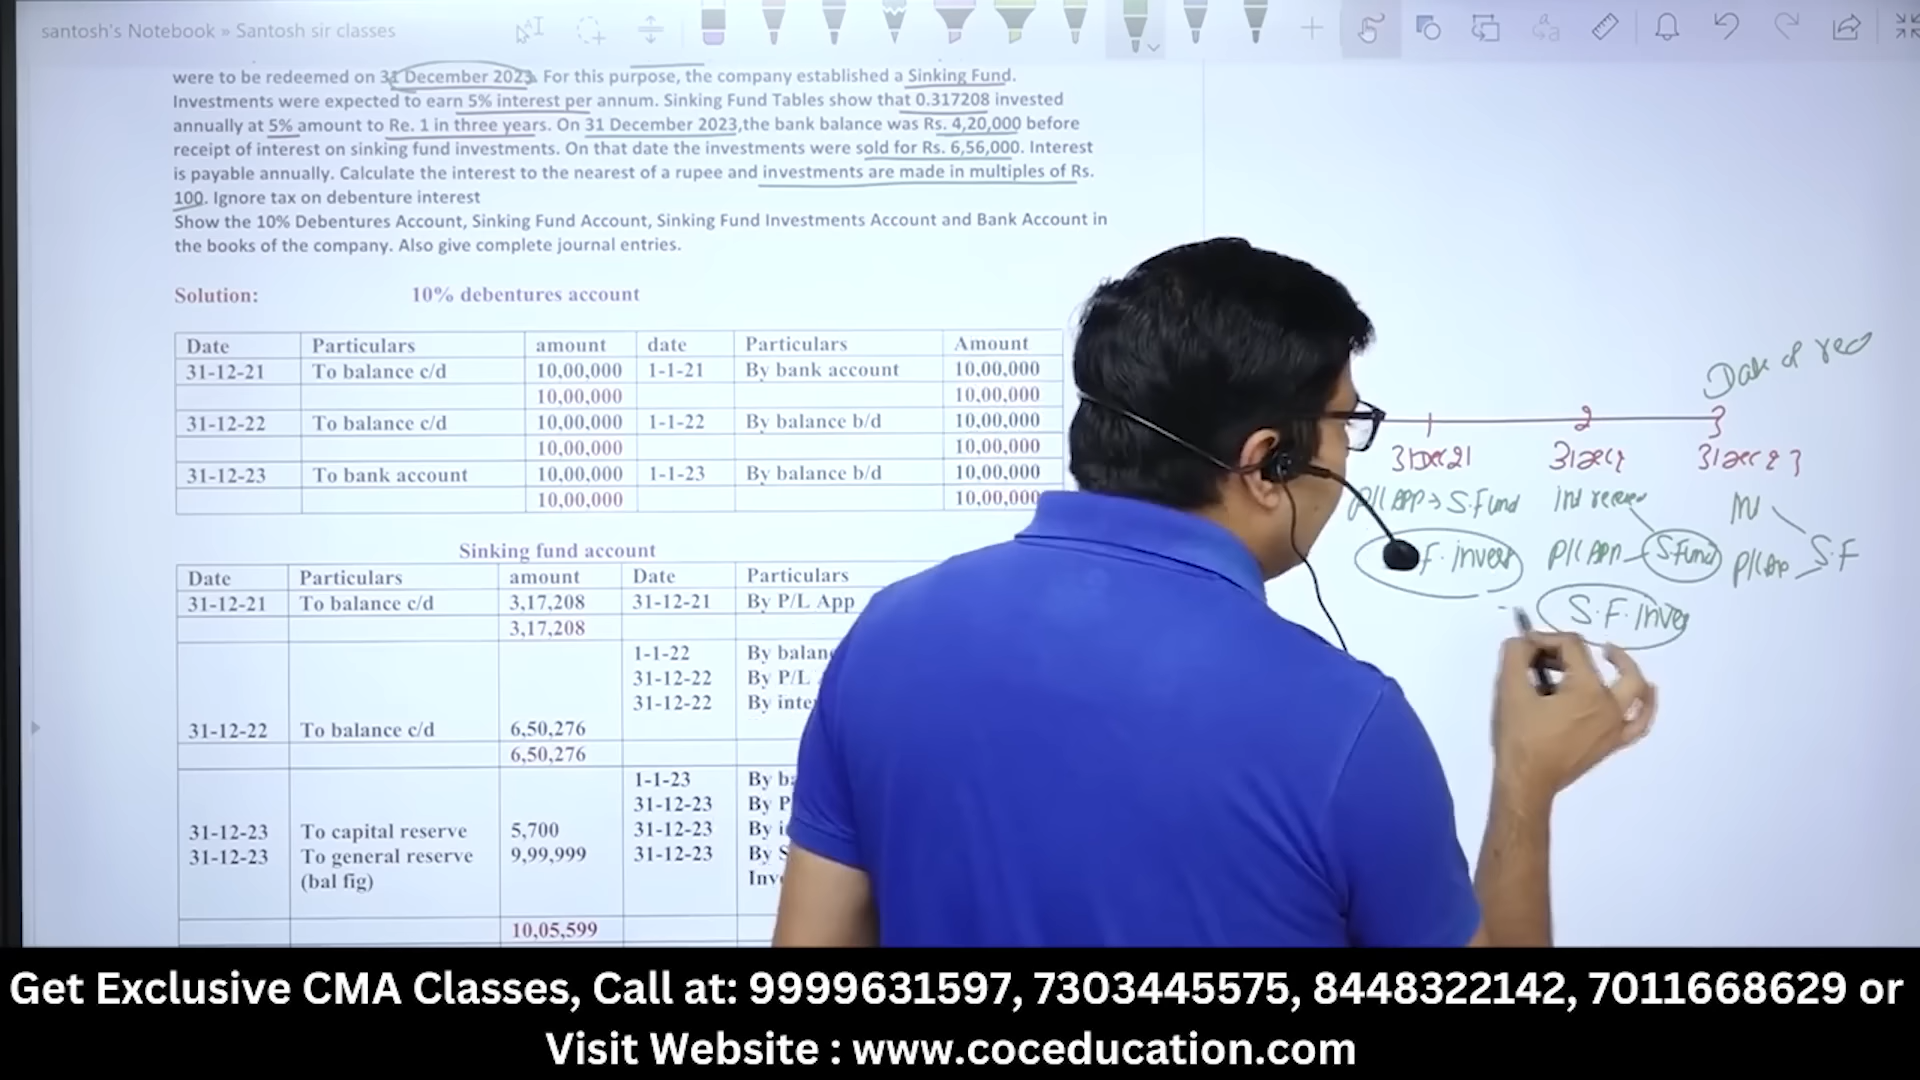 santosh's Notebook » Santosh sir classes
were to be redeemed on 31 December 2023. For this purpose, the company established a Sinking Fund.
Investments were expected to earn 5% interest per annum. Sinking Fund Tables show that 0.317208 invested
annually at 5% amount to Re. 1 in three years. On 31 December 2023,the bank balance was Rs. 4,20,000 before
receipt of interest on sinking fund investments. On that date the investments were sold for Rs. 6,56,000. Interest
is payable annually. Calculate the interest to the nearest of a rupee and investments are made in multiples of Rs.
100. Ignore tax on debenture interest
Show the 10% Debentures Account, Sinking Fund Account, Sinking Fund Investments Account and Bank Account in
the books of the company. Also give complete journal entries.
Solution: 10% debentures account
Date Particulars amount date Particulars Amount
31-12-21 To balance c/d 10,00,000 1-1-21 By bank account 10,00,000
10,00,000 10,00,000
31-12-22 To balance c/d 10,00,000 1-1-22 By balance b/d 10,00,000
10,00,000 10,00,000
31-12-23 To bank account 10,00,000 1-1-23 By balance b/d 10,00,000
10,00,000 10,00,000
Sinking fund account
Date Particulars amount Date Particulars
31-12-21 To balance c/d 3,17,208 31-12-21 By P/L App
3,17,208
1-1-22 By balan
31-12-22 By P/L
31-12-22 By inte
31-12-22 To balance c/d 6,50,276
6,50,276
1-1-23 By ba
31-12-23 By P
31-12-23 To capital reserve 5,700 31-12-23 By i
31-12-23 To general reserve 9,99,999 31-12-23 By S
(bal fig) Inv
10,05,599
Date of red
2 3
31Dec21 31Dec2 31Dec23
P/L App → S.Fund Int receive
F. Inves P/L App S.Fund P/L App S.F
S.F. Inves
Get Exclusive CMA Classes, Call at: 9999631597, 7303445575, 8448322142, 7011668629 or
Visit Website : www.coceducation.com